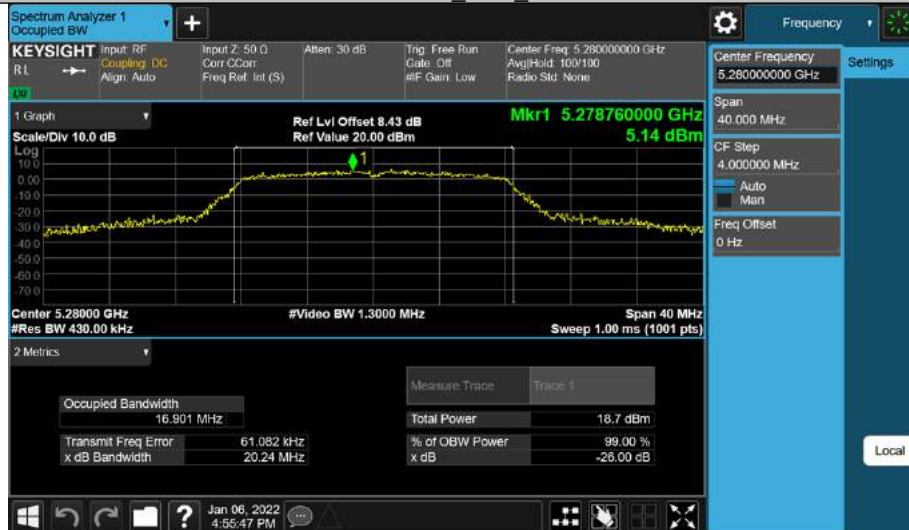 Spectrum Analyzer 1
Occupied BW
Frequency
KEYSIGHT
RL
Input: RF
Coupling: DC
Align: Auto
Input Z: 50 Ω
Corr CCorr
Freq Ref: Int (S)
Atten: 30 dB
Trig: Free Run
Gate: Off
#IF Gain: Low
Center Freq: 5.280000000 GHz
Avg|Hold: 100/100
Radio Std: None
1 Graph
Scale/Div 10.0 dB
Ref Lvl Offset 8.43 dB
Ref Value 20.00 dBm
Mkr1 5.278760000 GHz
5.14 dBm
Log
10.0
0.00
-10.0
-20.0
-30.0
-40.0
-50.0
-60.0
-70.0
1
Center 5.28000 GHz
#Video BW 1.3000 MHz
Span 40 MHz
#Res BW 430.00 kHz
Sweep 1.00 ms (1001 pts)
2 Metrics
Measure Trace
Trace 1
Occupied Bandwidth
16.901 MHz
Total Power
18.7 dBm
Transmit Freq Error
61.082 kHz
% of OBW Power
99.00 %
x dB Bandwidth
20.24 MHz
x dB
-26.00 dB
Center Frequency
5.280000000 GHz
Settings
Span
40.000 MHz
CF Step
4.000000 MHz
Auto
Man
Freq Offset
0 Hz
Local
?
Jan 06, 2022
4:55:47 PM